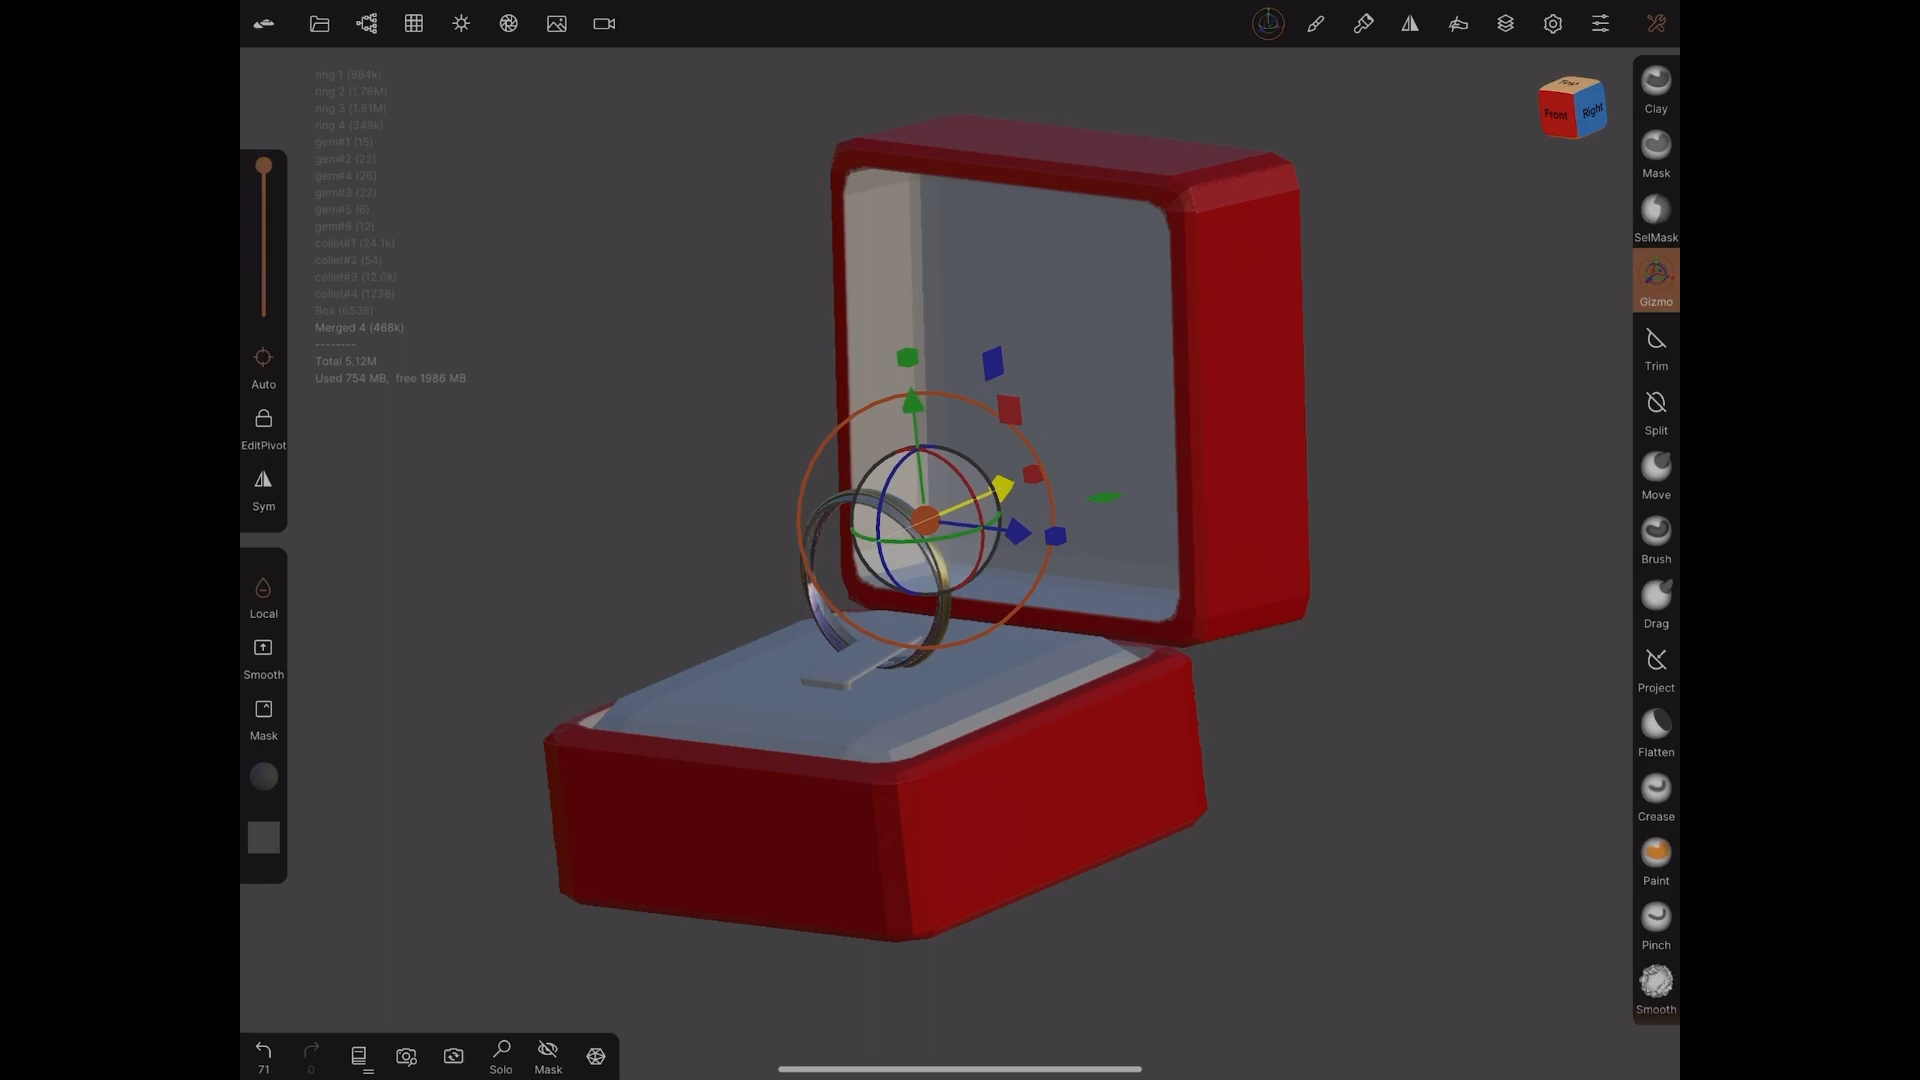 ring 1 (884k)
ring 2 (1.76M)
ring 3 (1.61M)
ring 4 (349k)
gem#1 (15)
gem#2 (22)
gem#4 (26)
gem#3 (22)
gem#5 (6)
gem#6 (12)
collet#1 (24.1k)
collet#2 (54)
collet#3 (12.0k)
collet#4 (1238)
Box (6536)
Merged 4 (468k)
--------
Total 5.12M
Used 754 MB, free 1986 MB
Auto
EditPivot
Sym
Local
Smooth
Mask
71
0
Solo
Mask
Top
Front
Right
Clay
Mask
SelMask
Gizmo
Trim
Split
Move
Brush
Drag
Project
Flatten
Crease
Paint
Pinch
Smooth